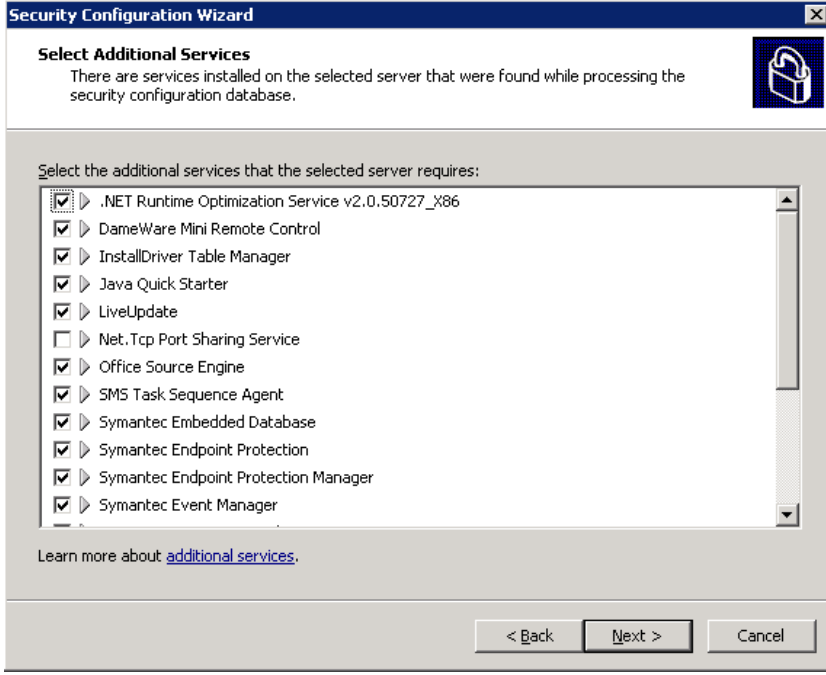 Security Configuration Wizard
Select Additional Services
There are services installed on the selected server that were found while processing the
security configuration database.
Select the additional services that the selected server requires:
.NET Runtime Optimization Service v2.0.50727_X86
DameWare Mini Remote Control
InstallDriver Table Manager
Java Quick Starter
LiveUpdate
Net.Tcp Port Sharing Service
Office Source Engine
SMS Task Sequence Agent
Symantec Embedded Database
Symantec Endpoint Protection
Symantec Endpoint Protection Manager
Symantec Event Manager
Learn more about additional services.
< Back
Next >
Cancel